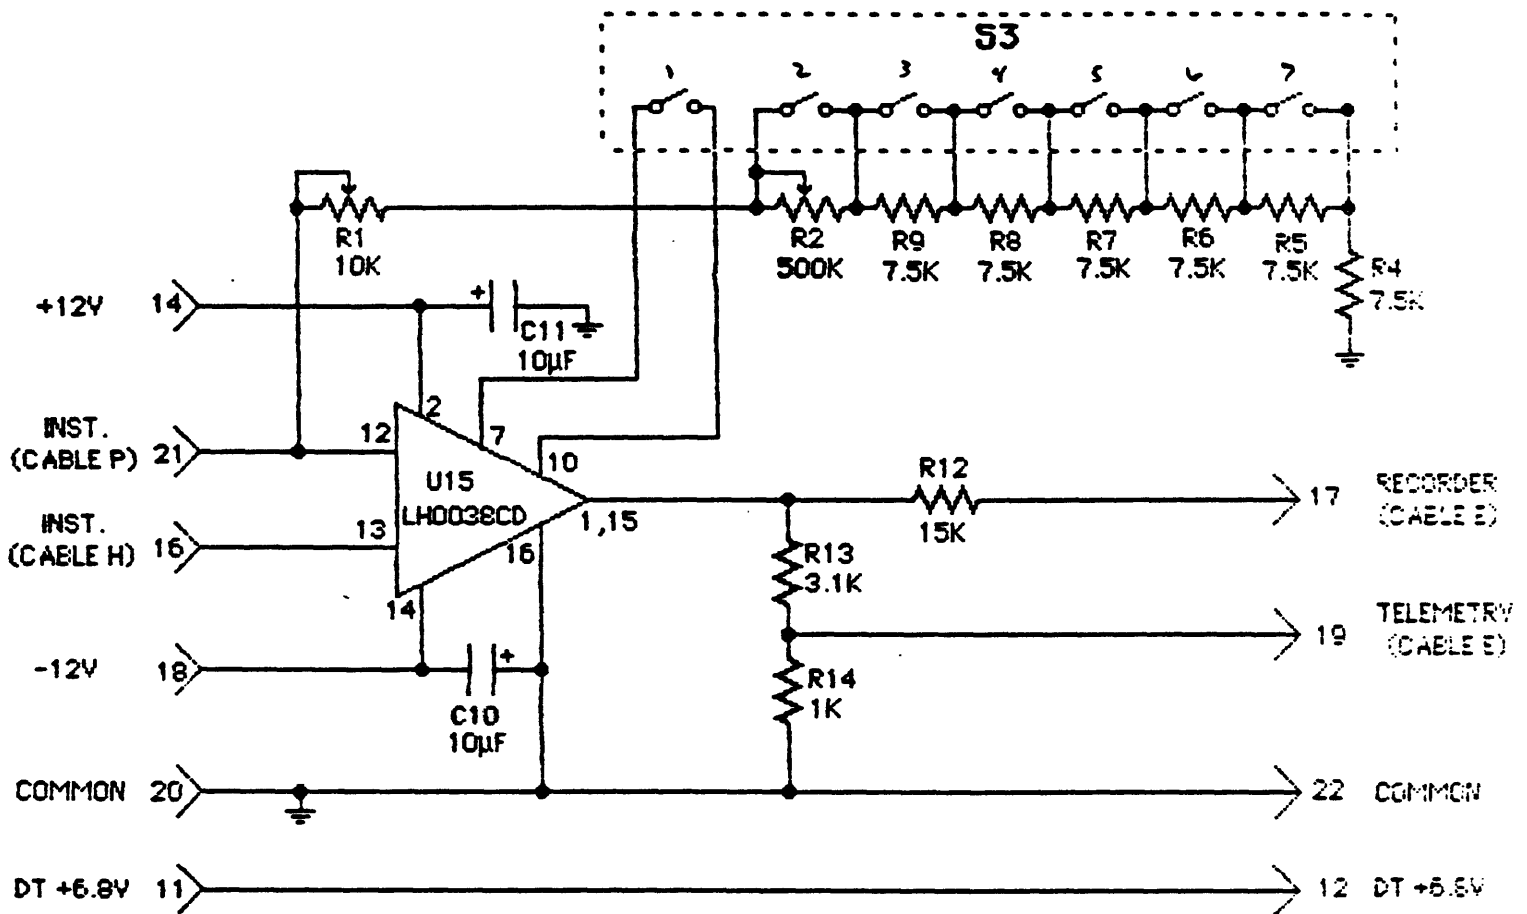 S3
1 2 3 4 5 6 7
R1
10K
R2
500K
R9
7.5K
R8
7.5K
R7
7.5K
R6
7.5K
R5
7.5K
R4
7.5K
+12V 14
+
C11
10µF
INST.
(CABLE P) 21
INST.
(CABLE H) 16
12
2
7
10
U15
LH0038CD
13
1,15
16
14
R12
15K
17 RECORDER
(CABLE E)
R13
3.1K
19 TELEMETRY
(CABLE E)
-12V 18
+
C10
10µF
R14
1K
COMMON 20
22 COMMON
DT +6.8V 11
12 DT +6.8V